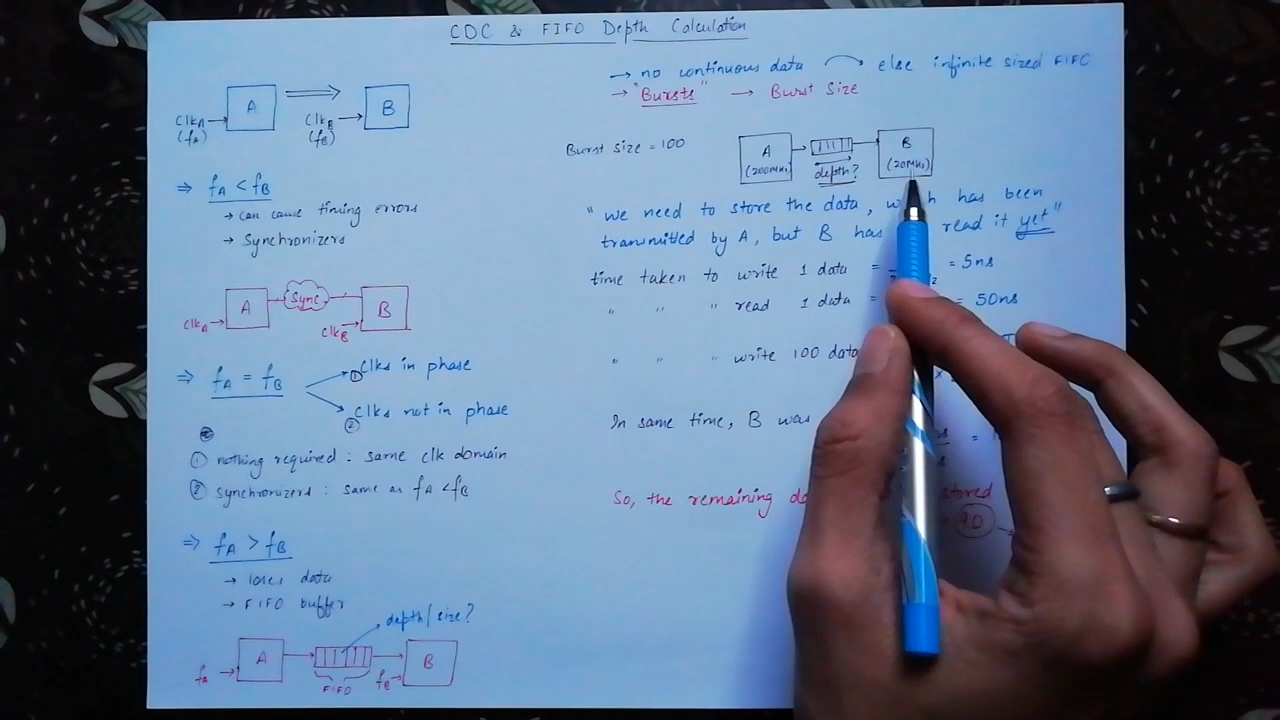 CDC & FIFO Depth Calculation
A
B
ClkA
(fA)
ClkB
(fB)
⇒ fA < fB
→ can cause timing errors
→ Synchronizers
A
Sync
B
ClkA
ClkB
⇒ fA = fB
① Clks in phase
② Clks not in phase
① nothing required : same clk domain
② synchronizers : same as fA < fB
⇒ fA > fB
→ loses data
→ FIFO buffer
depth/size?
A
B
FIFO
fA
fB
→ no continuous data → else infinite sized FIFO
→ "Bursts" → Burst Size
Burst size = 100
A
(200MHz)
depth?
B
(20MHz)
"we need to store the data, which has been
transmitted by A, but B has read it yet"
time taken to write 1 data = = 5ns
" " " read 1 data = = 50ns
" " " write 100 data
In same time, B was
So, the remaining stored
90